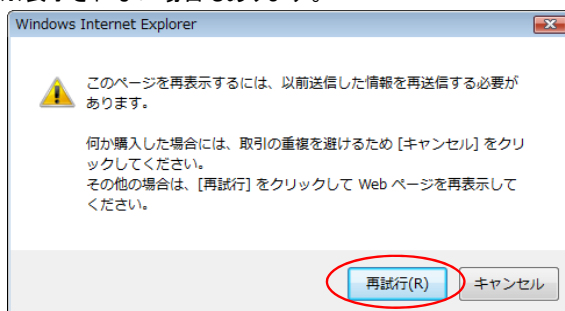 Windows Internet Explorer
このページを再表示するには、以前送信した情報を再送信する必要が
あります。
何か購入した場合には、取引の重複を避けるため [キャンセル] をクリ
ックしてください。
その他の場合は、[再試行] をクリックして Web ページを再表示して
ください。
再試行(R)
キャンセル